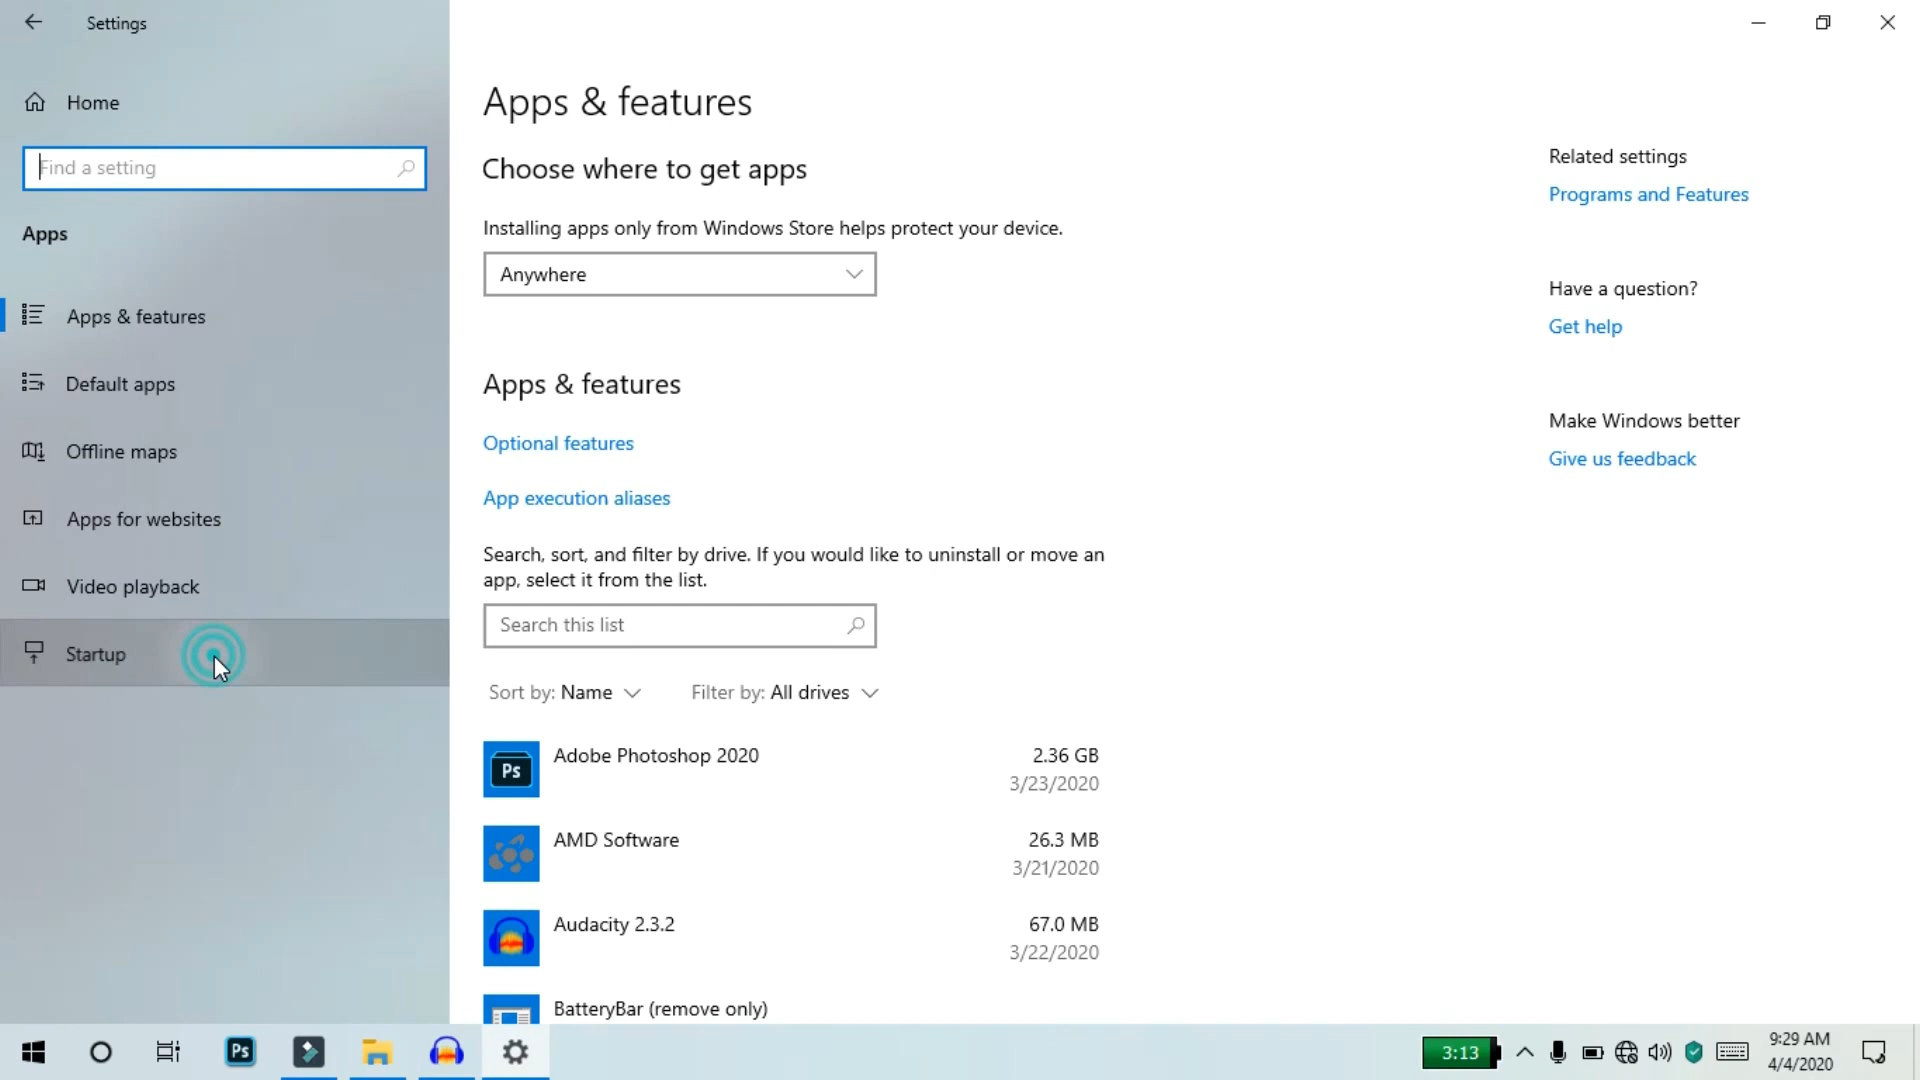 Settings
Home
Find a setting
Apps
Apps & features
Default apps
Offline maps
Apps for websites
Video playback
Startup
Apps & features
Choose where to get apps
Installing apps only from Windows Store helps protect your device.
Anywhere
Apps & features
Optional features
App execution aliases
Search, sort, and filter by drive. If you would like to uninstall or move an
app, select it from the list.
Search this list
Sort by: Name
Filter by: All drives
Ps
Adobe Photoshop 2020
2.36 GB
3/23/2020
AMD Software
26.3 MB
3/21/2020
Audacity 2.3.2
67.0 MB
3/22/2020
BatteryBar (remove only)
Related settings
Programs and Features
Have a question?
Get help
Make Windows better
Give us feedback
Ps
3:13
9:29 AM
4/4/2020